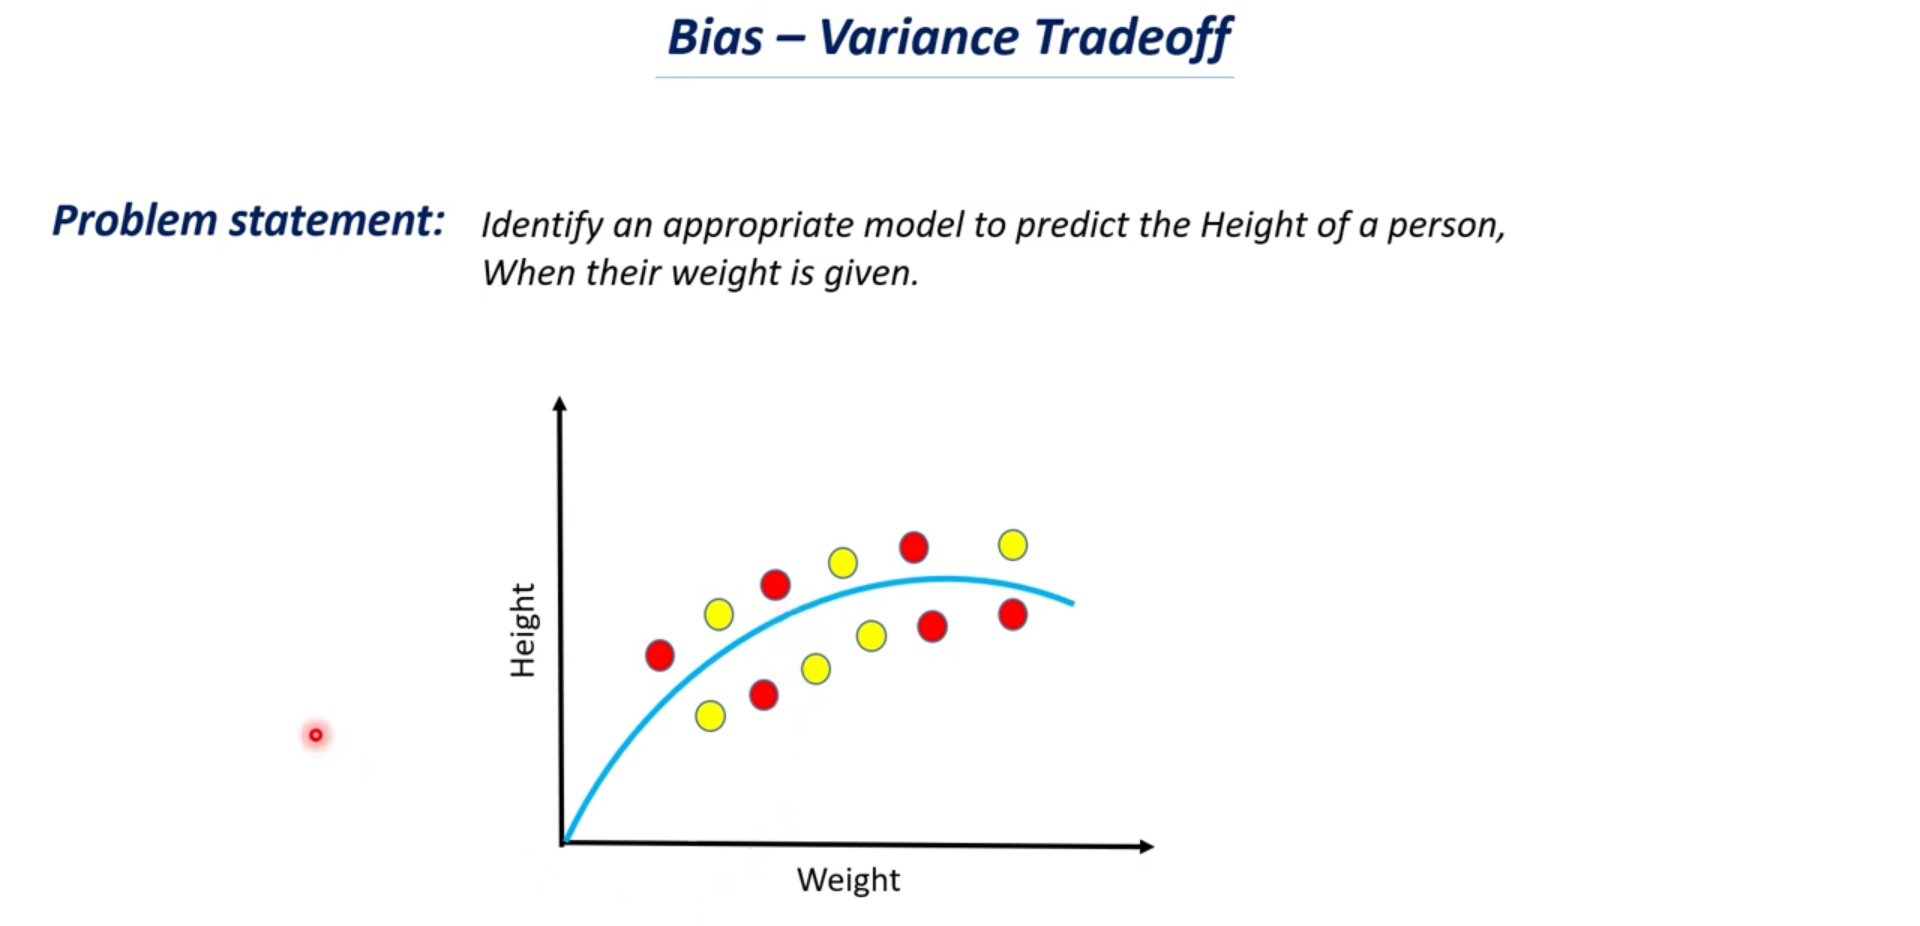 Bias – Variance Tradeoff
Problem statement: Identify an appropriate model to predict the Height of a person,
When their weight is given.
Height
Weight